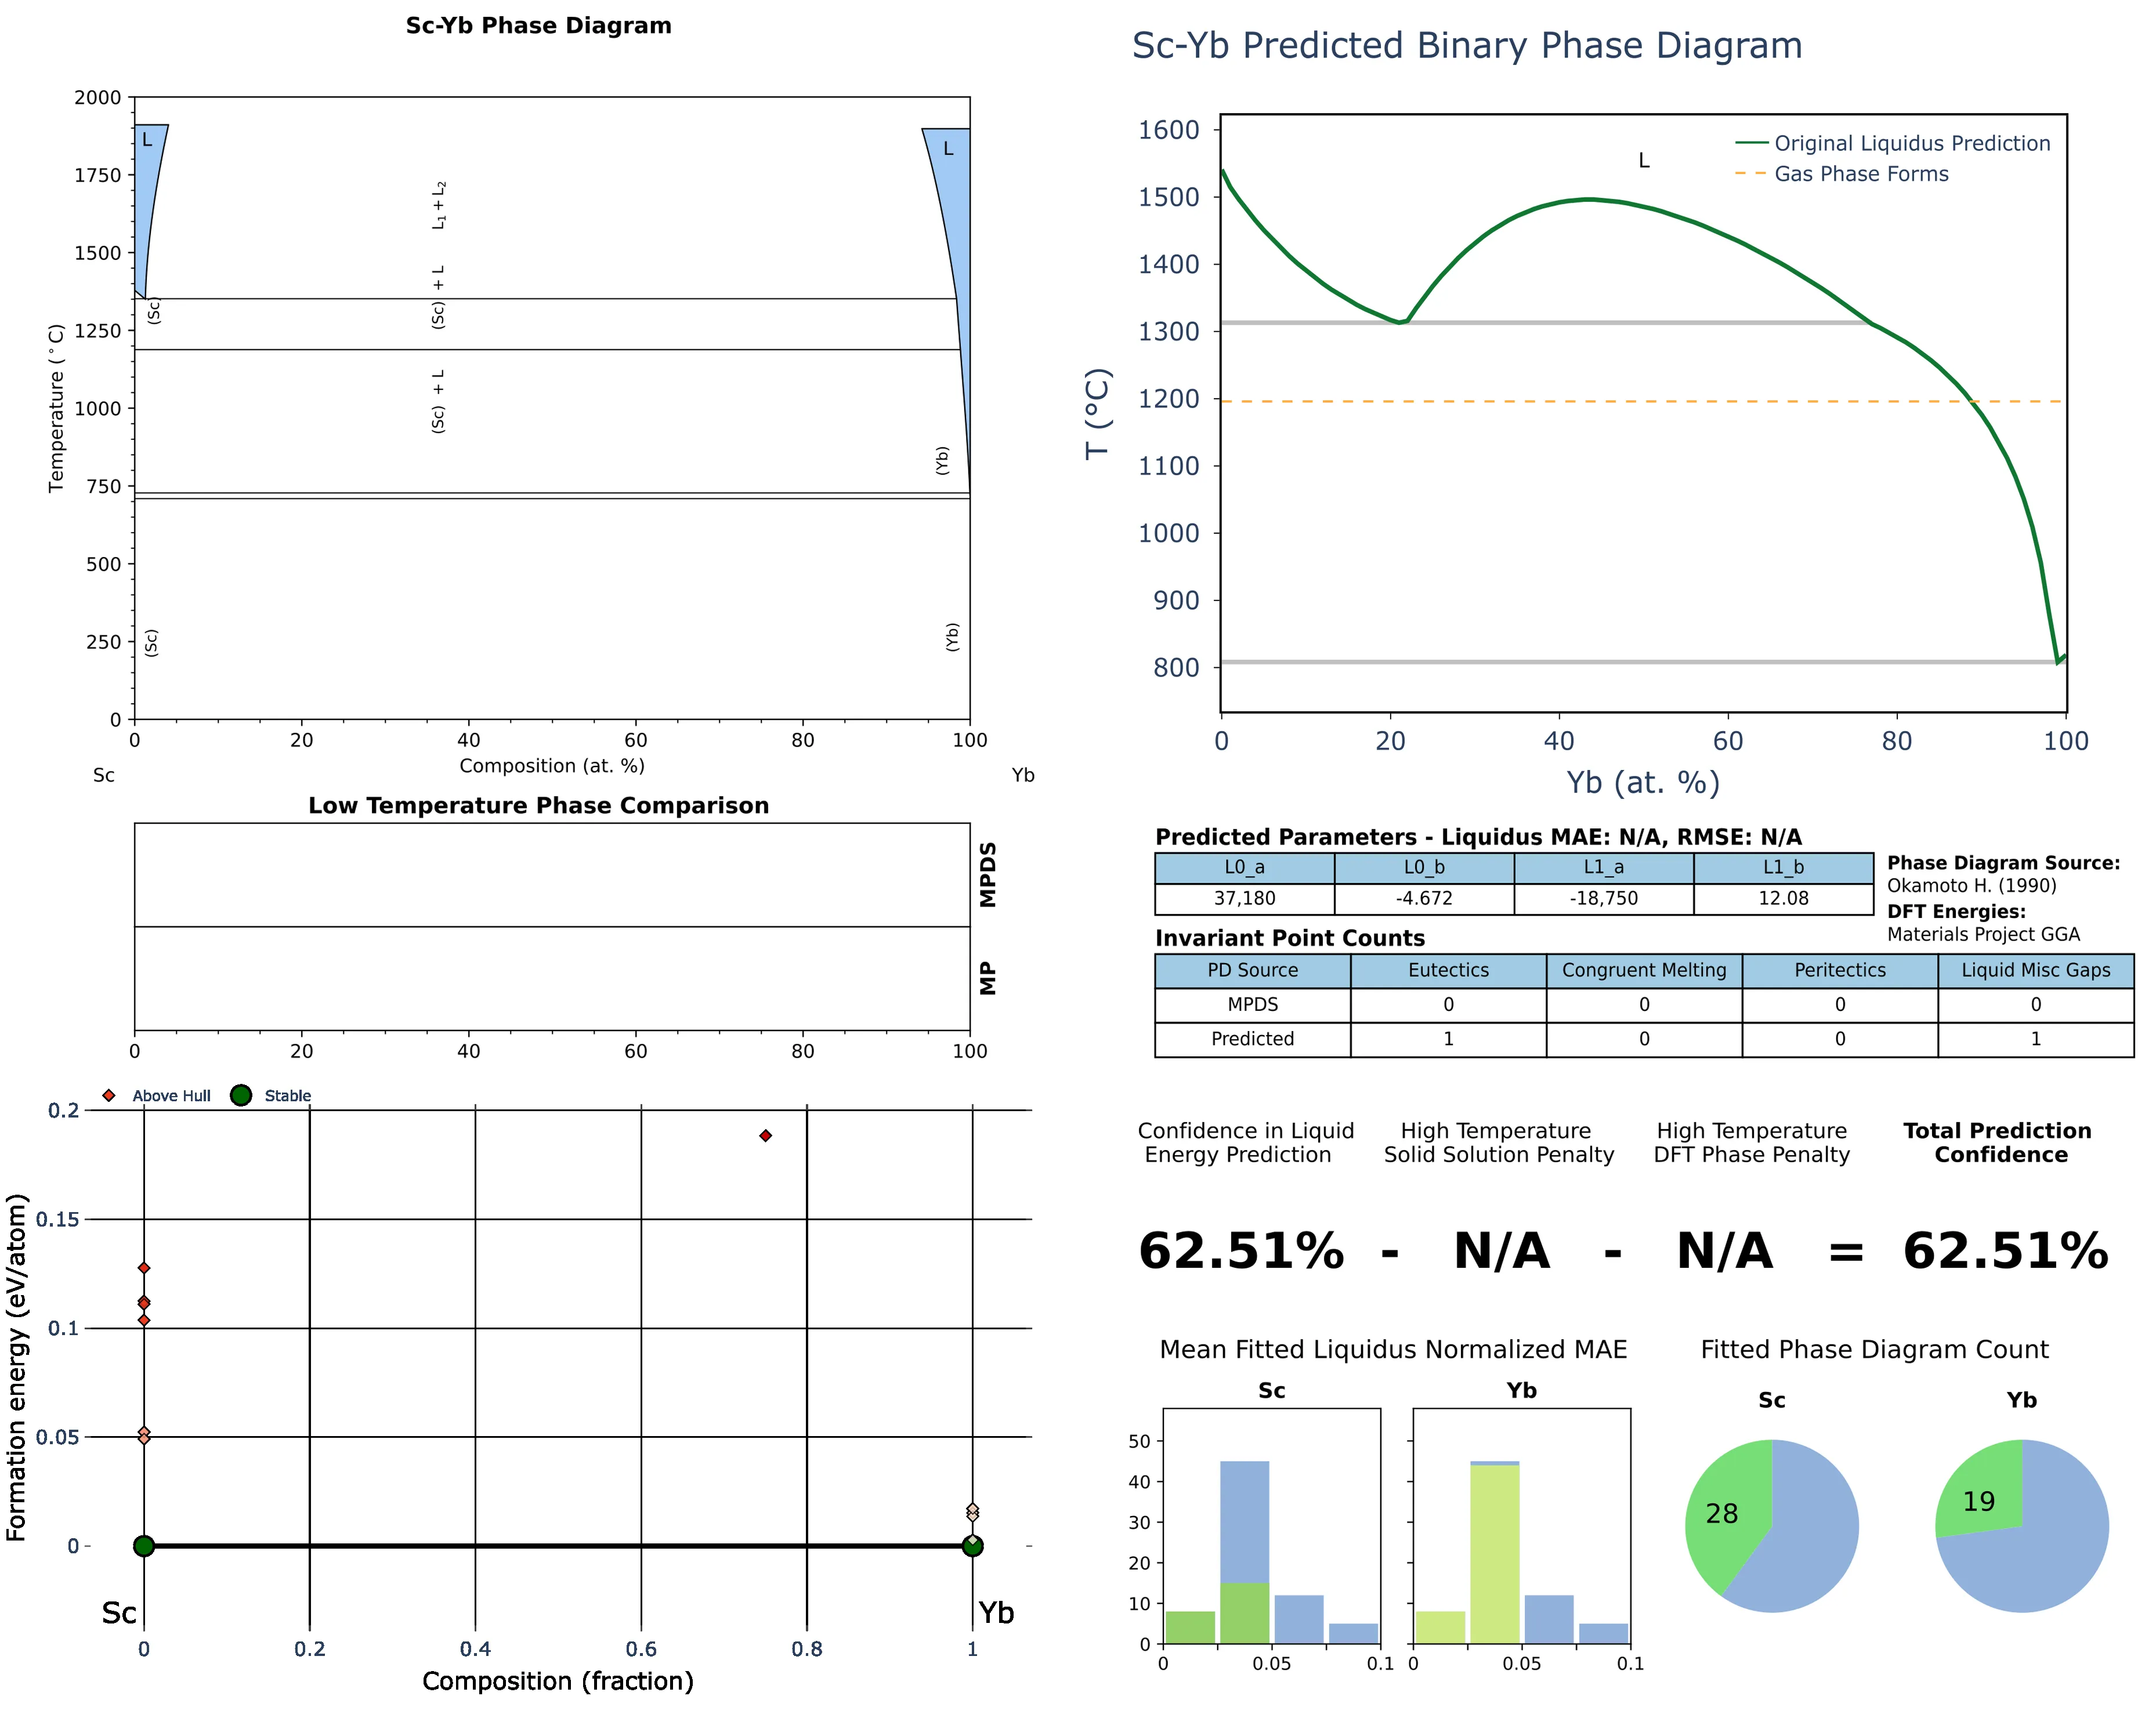 Sc-Yb Phase Diagram
2000
1750
1500
1250
1000
750
500
250
0
Temperature (°C)
L
L
L₁ + L₂
(Sc) + L
(Sc)
(Sc) + L
(Yb)
(Sc)
(Yb)
0 20 40 60 80 100
Composition (at. %)
Sc Yb
Low Temperature Phase Comparison
MPDS
MP
0 20 40 60 80 100
Above Hull Stable
0.2
0.15
0.1
0.05
0
Formation energy (eV/atom)
Sc Yb
0 0.2 0.4 0.6 0.8 1
Composition (fraction)
Sc-Yb Predicted Binary Phase Diagram
1600
1500
1400
1300
1200
1100
1000
900
800
T (°C)
L
Original Liquidus Prediction
Gas Phase Forms
0 20 40 60 80 100
Yb (at. %)
Predicted Parameters - Liquidus MAE: N/A, RMSE: N/A
L0_a L0_b L1_a L1_b
37,180 -4.672 -18,750 12.08
Phase Diagram Source:
Okamoto H. (1990)
DFT Energies:
Materials Project GGA
Invariant Point Counts
PD Source Eutectics Congruent Melting Peritectics Liquid Misc Gaps
MPDS 0 0 0 0
Predicted 1 0 0 1
Confidence in Liquid
Energy Prediction
High Temperature
Solid Solution Penalty
High Temperature
DFT Phase Penalty
Total Prediction
Confidence
62.51% - N/A - N/A = 62.51%
Mean Fitted Liquidus Normalized MAE
Sc Yb
50
40
30
20
10
0
0 0.05 0.1 0 0.05 0.1
Fitted Phase Diagram Count
Sc Yb
28 19